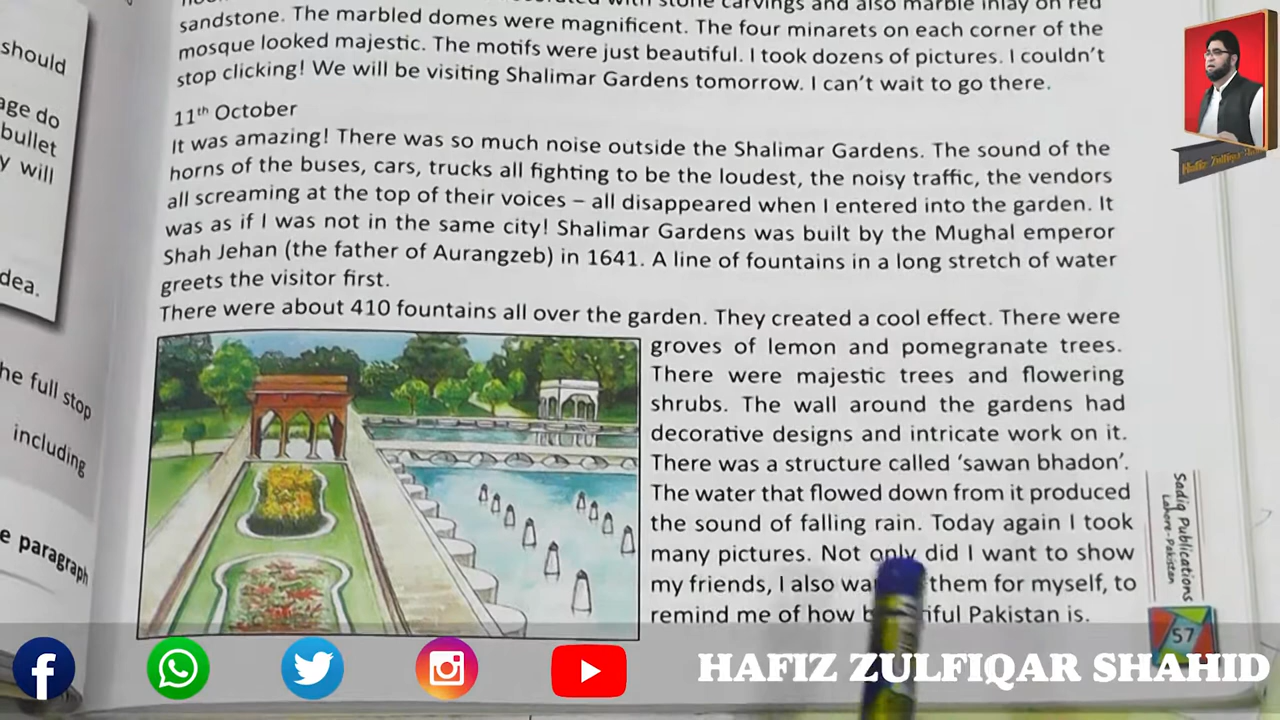 should
age do
bullet
y will
dea.
he full stop
including
e paragraph
stone carvings and also marble inlay on red
sandstone. The marbled domes were magnificent. The four minarets on each corner of the
mosque looked majestic. The motifs were just beautiful. I took dozens of pictures. I couldn't
stop clicking! We will be visiting Shalimar Gardens tomorrow. I can't wait to go there.
11th October
It was amazing! There was so much noise outside the Shalimar Gardens. The sound of the
horns of the buses, cars, trucks all fighting to be the loudest, the noisy traffic, the vendors
all screaming at the top of their voices – all disappeared when I entered into the garden. It
was as if I was not in the same city! Shalimar Gardens was built by the Mughal emperor
Shah Jehan (the father of Aurangzeb) in 1641. A line of fountains in a long stretch of water
greets the visitor first.
There were about 410 fountains all over the garden. They created a cool effect. There were
groves of lemon and pomegranate trees.
There were majestic trees and flowering
shrubs. The wall around the gardens had
decorative designs and intricate work on it.
There was a structure called 'sawan bhadon'.
The water that flowed down from it produced
the sound of falling rain. Today again I took
many pictures. Not only did I want to show
my friends, I also them for myself, to
remind me of how Pakistan is.
Sadiq Publications
Lahore-Pakistan
57
Hafiz Zulfiqar
HAFIZ ZULFIQAR SHAHID